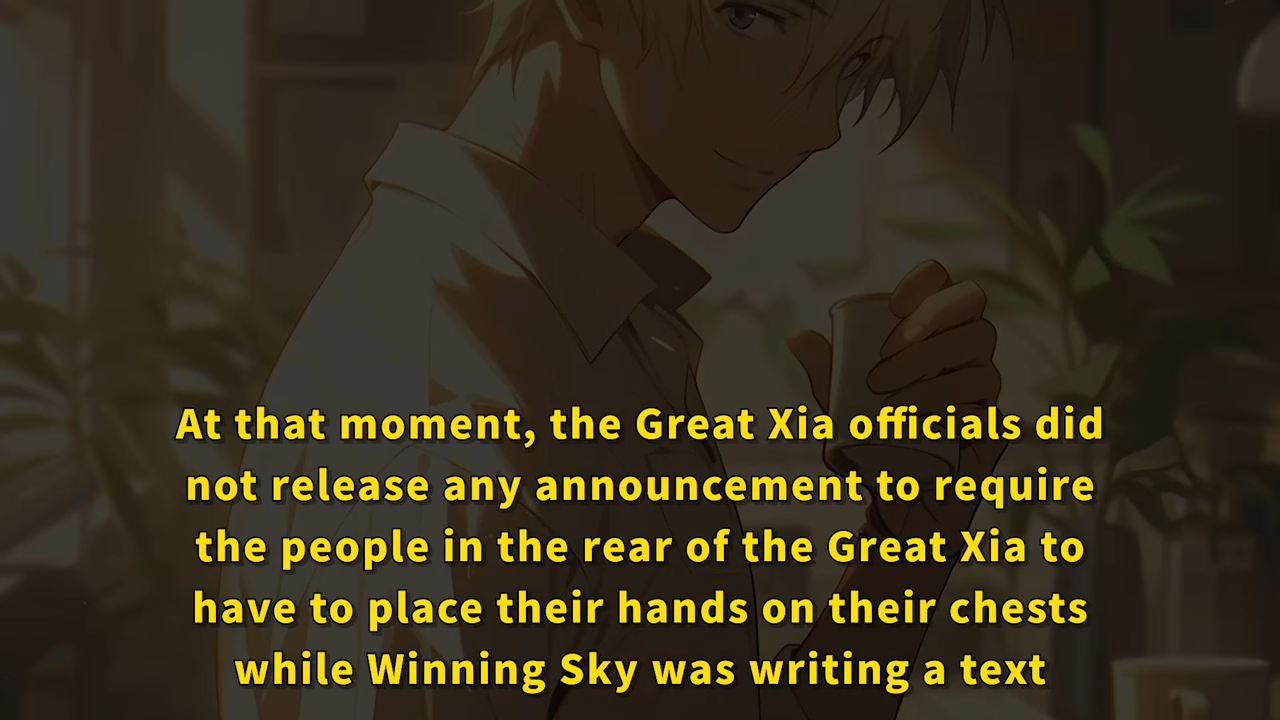 At that moment, the Great Xia officials did
not release any announcement to require
the people in the rear of the Great Xia to
have to place their hands on their chests
while Winning Sky was writing a text